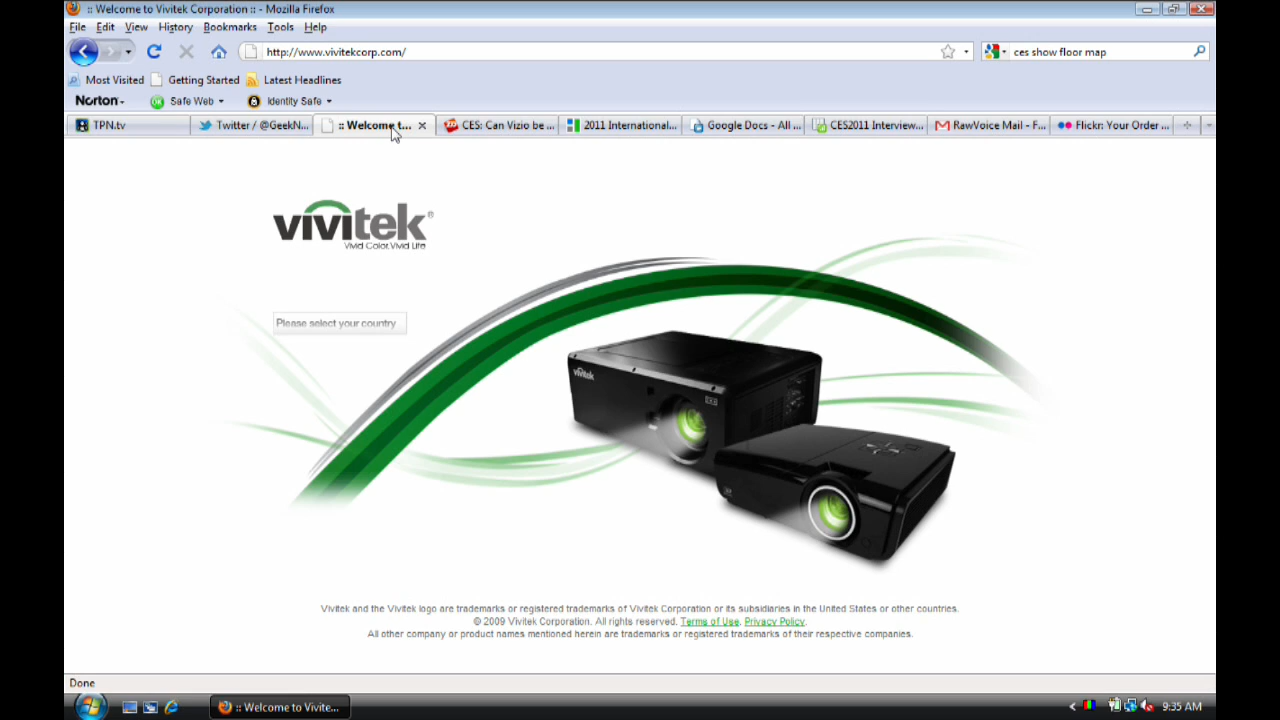 :: Welcome to Vivitek Corporation :: - Mozilla Firefox
File Edit View History Bookmarks Tools Help
http://www.vivitekcorp.com/
ces show floor map
Most Visited Getting Started Latest Headlines
Norton Safe Web Identity Safe
TPN.tv Twitter / @GeekN... :: Welcome t... CES: Can Vizio be ... 2011 International... Google Docs - All ... CES2011 Interview... RawVoice Mail - F... Flickr: Your Order ...
vivitek®
Vivid Color. Vivid Life
Please select your country
vivitek
Vivitek and the Vivitek logo are trademarks or registered trademarks of Vivitek Corporation or its subsidiaries in the United States or other countries.
© 2009 Vivitek Corporation. All rights reserved. Terms of Use. Privacy Policy.
All other company or product names mentioned herein are trademarks or registered trademarks of their respective companies.
Done
:: Welcome to Vivite... 9:35 AM